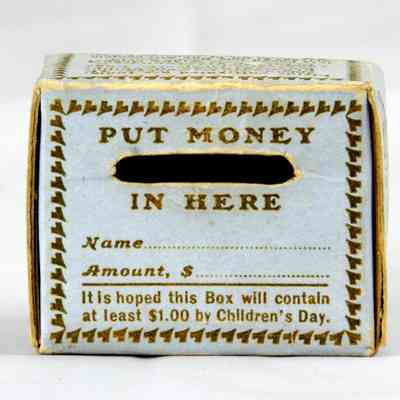 PUT MONEY
IN HERE
Name
Amount, $
It is hoped this Box will contain
at least $1.00 by Children's Day.